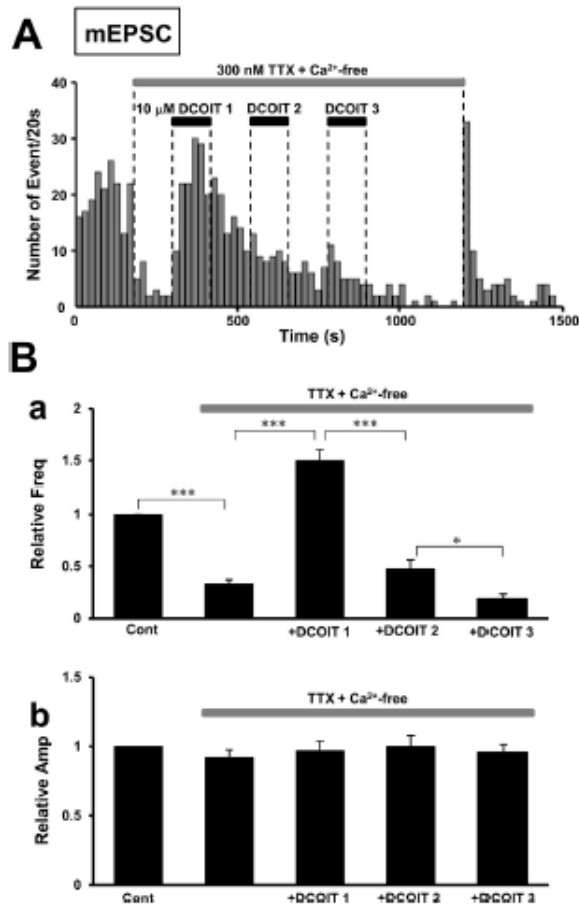 A
mEPSC
300 nM TTX + Ca²⁺-free
10 μM DCOIT 1 DCOIT 2 DCOIT 3
Number of Event/20s
40
30
20
10
0
0 500 1000 1500
Time (s)
B
a
TTX + Ca²⁺-free
Relative Freq
2
1.5
1
0.5
0
*** *** *** *
Cont +DCOIT 1 +DCOIT 2 +DCOIT 3
b
TTX + Ca²⁺-free
Relative Amp
1.5
1
0.5
0
Cont +DCOIT 1 +DCOIT 2 +DCOIT 3